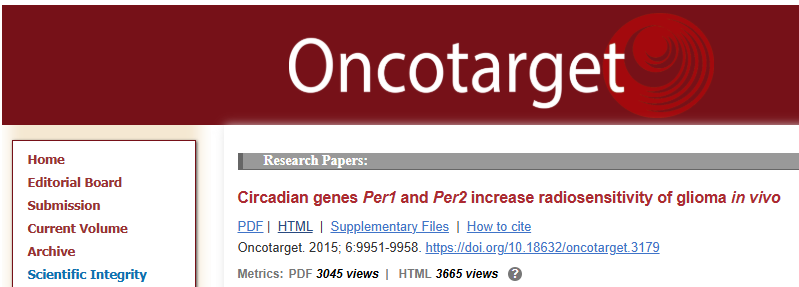 Oncotarget
Home
Editorial Board
Submission
Current Volume
Archive
Scientific Integrity
Research Papers:
Circadian genes Per1 and Per2 increase radiosensitivity of glioma in vivo
PDF | HTML | Supplementary Files | How to cite
Oncotarget. 2015; 6:9951-9958. https://doi.org/10.18632/oncotarget.3179
Metrics: PDF 3045 views | HTML 3665 views ?